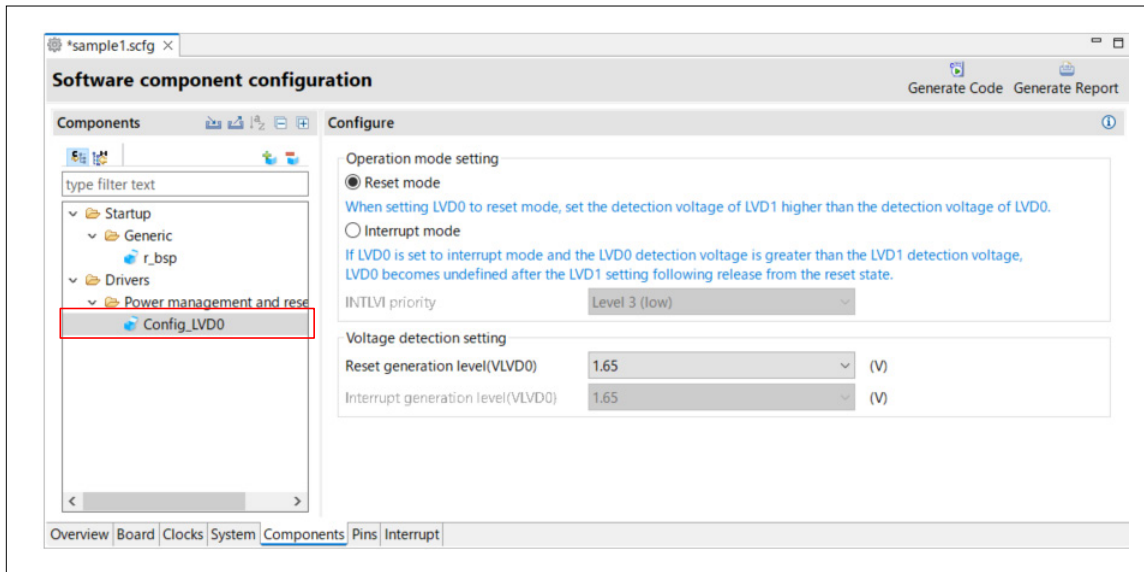 *sample1.scfg
Software component configuration
Generate Code Generate Report
Components
Configure
type filter text
Startup
Generic
r_bsp
Drivers
Power management and rese
Config_LVD0
Operation mode setting
Reset mode
When setting LVD0 to reset mode, set the detection voltage of LVD1 higher than the detection voltage of LVD0.
Interrupt mode
If LVD0 is set to interrupt mode and the LVD0 detection voltage is greater than the LVD1 detection voltage,
LVD0 becomes undefined after the LVD1 setting following release from the reset state.
INTLVI priority Level 3 (low)
Voltage detection setting
Reset generation level(VLVD0) 1.65 (V)
Interrupt generation level(VLVD0) 1.65 (V)
Overview Board Clocks System Components Pins Interrupt